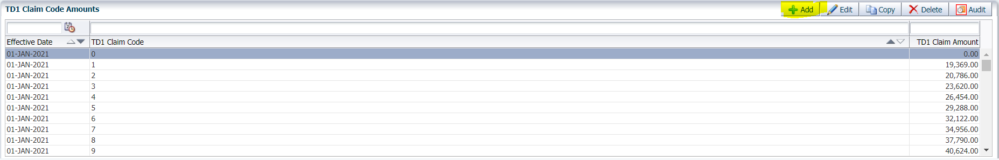 TD1 Claim Code Amounts Add Edit Copy Delete Audit
Effective Date TD1 Claim Code TD1 Claim Amount
01-JAN-2021 0 0.00
01-JAN-2021 1 19,369.00
01-JAN-2021 2 20,786.00
01-JAN-2021 3 23,620.00
01-JAN-2021 4 26,454.00
01-JAN-2021 5 29,288.00
01-JAN-2021 6 32,122.00
01-JAN-2021 7 34,956.00
01-JAN-2021 8 37,790.00
01-JAN-2021 9 40,624.00